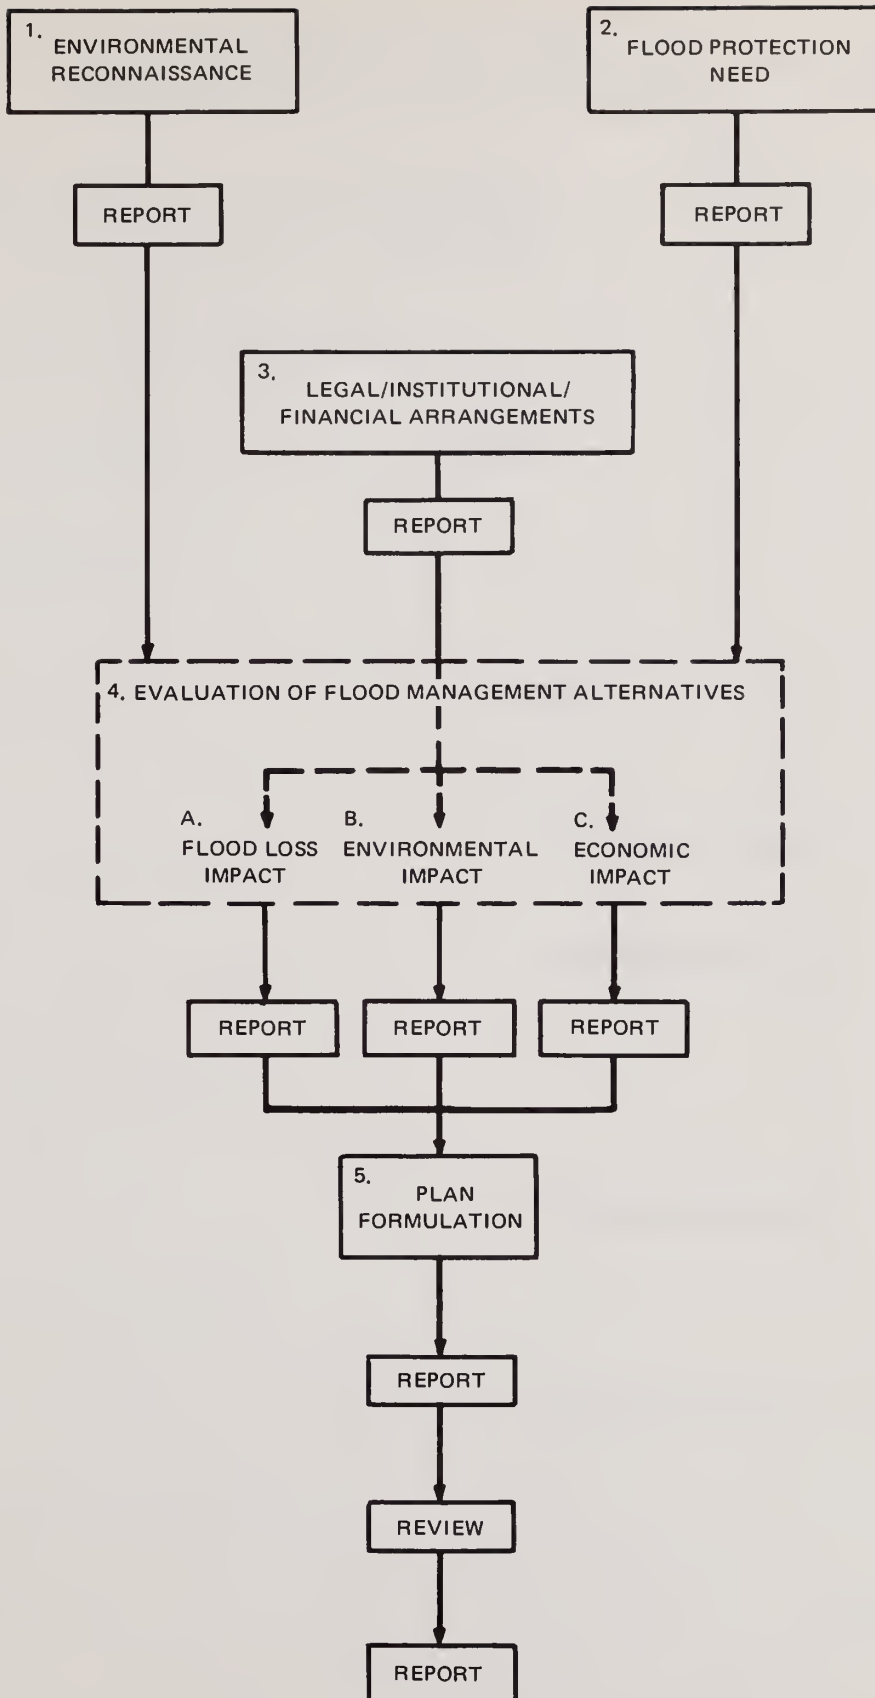 1.
ENVIRONMENTAL
RECONNAISSANCE
2.
FLOOD PROTECTION
NEED
REPORT
REPORT
3.
LEGAL/INSTITUTIONAL/
FINANCIAL ARRANGEMENTS
REPORT
4. EVALUATION OF FLOOD MANAGEMENT ALTERNATIVES
A.
FLOOD LOSS
IMPACT
B.
ENVIRONMENTAL
IMPACT
C.
ECONOMIC
IMPACT
REPORT
REPORT
REPORT
5.
PLAN
FORMULATION
REPORT
REVIEW
REPORT